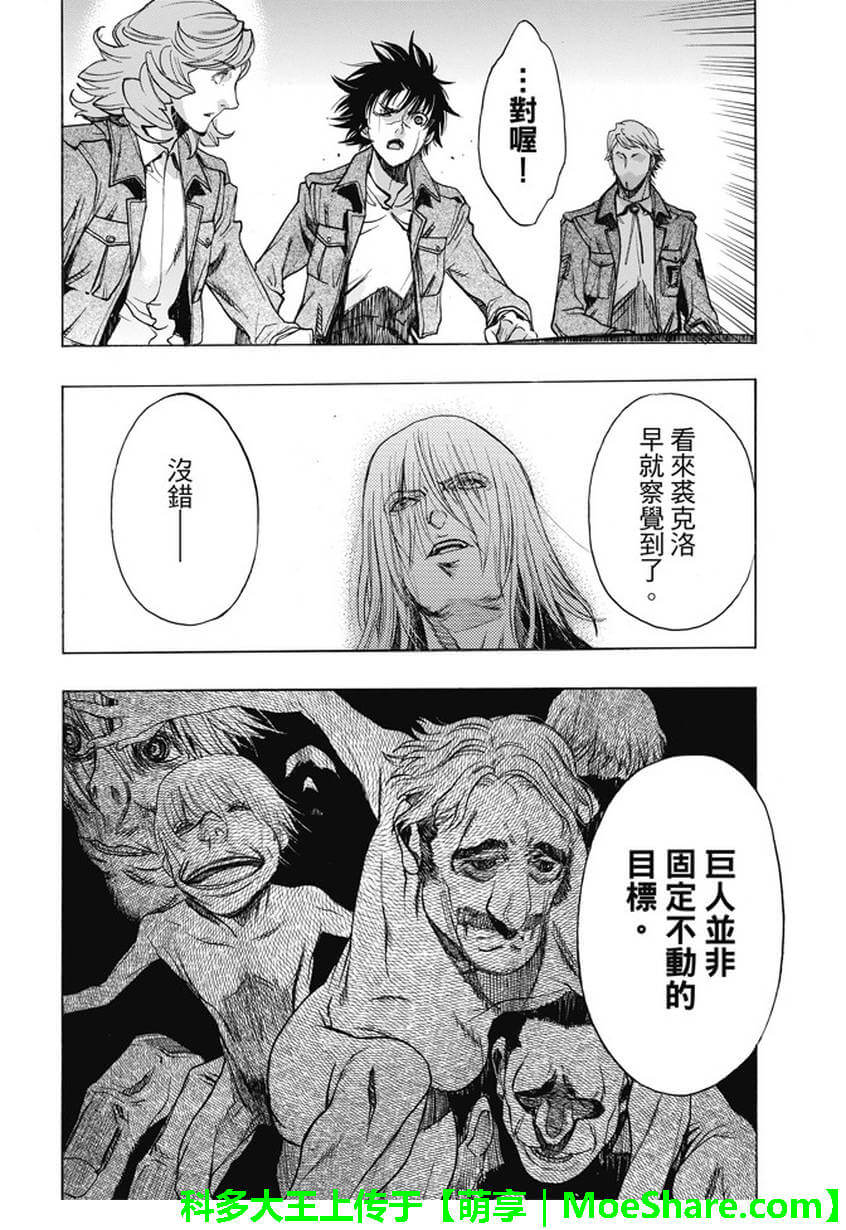 …對喔！
看來裘克洛
早就察覺到了。
沒錯——
巨人並非
固定不動的
目標。
科多大王上传于【萌享｜MoeShare.com】